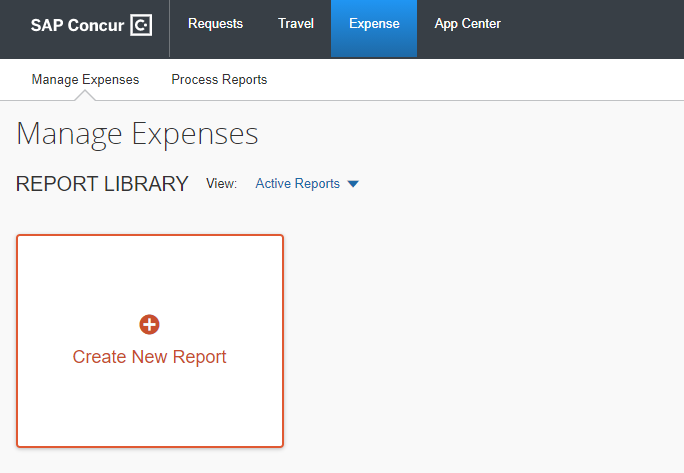 SAP Concur C
Requests Travel Expense App Center
Manage Expenses Process Reports
Manage Expenses
REPORT LIBRARY View: Active Reports
Create New Report